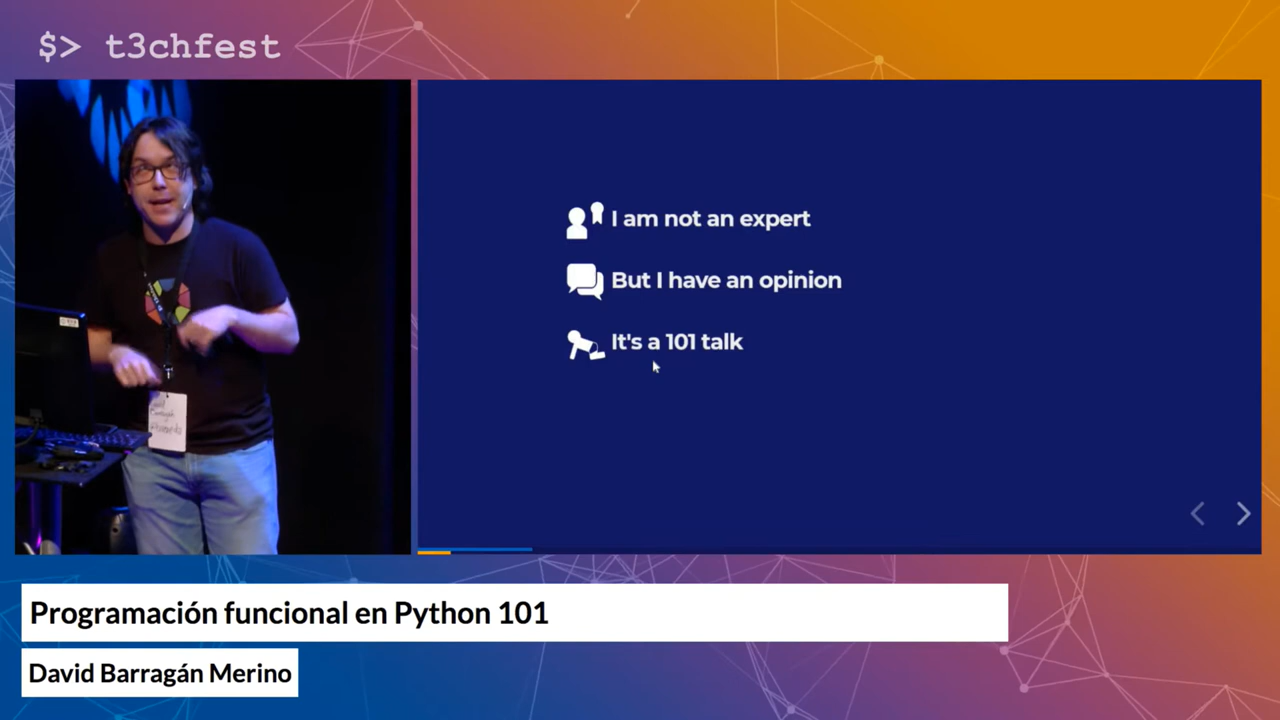 $> t3chfest
I am not an expert
But I have an opinion
It's a 101 talk
Programación funcional en Python 101
David Barragán Merino